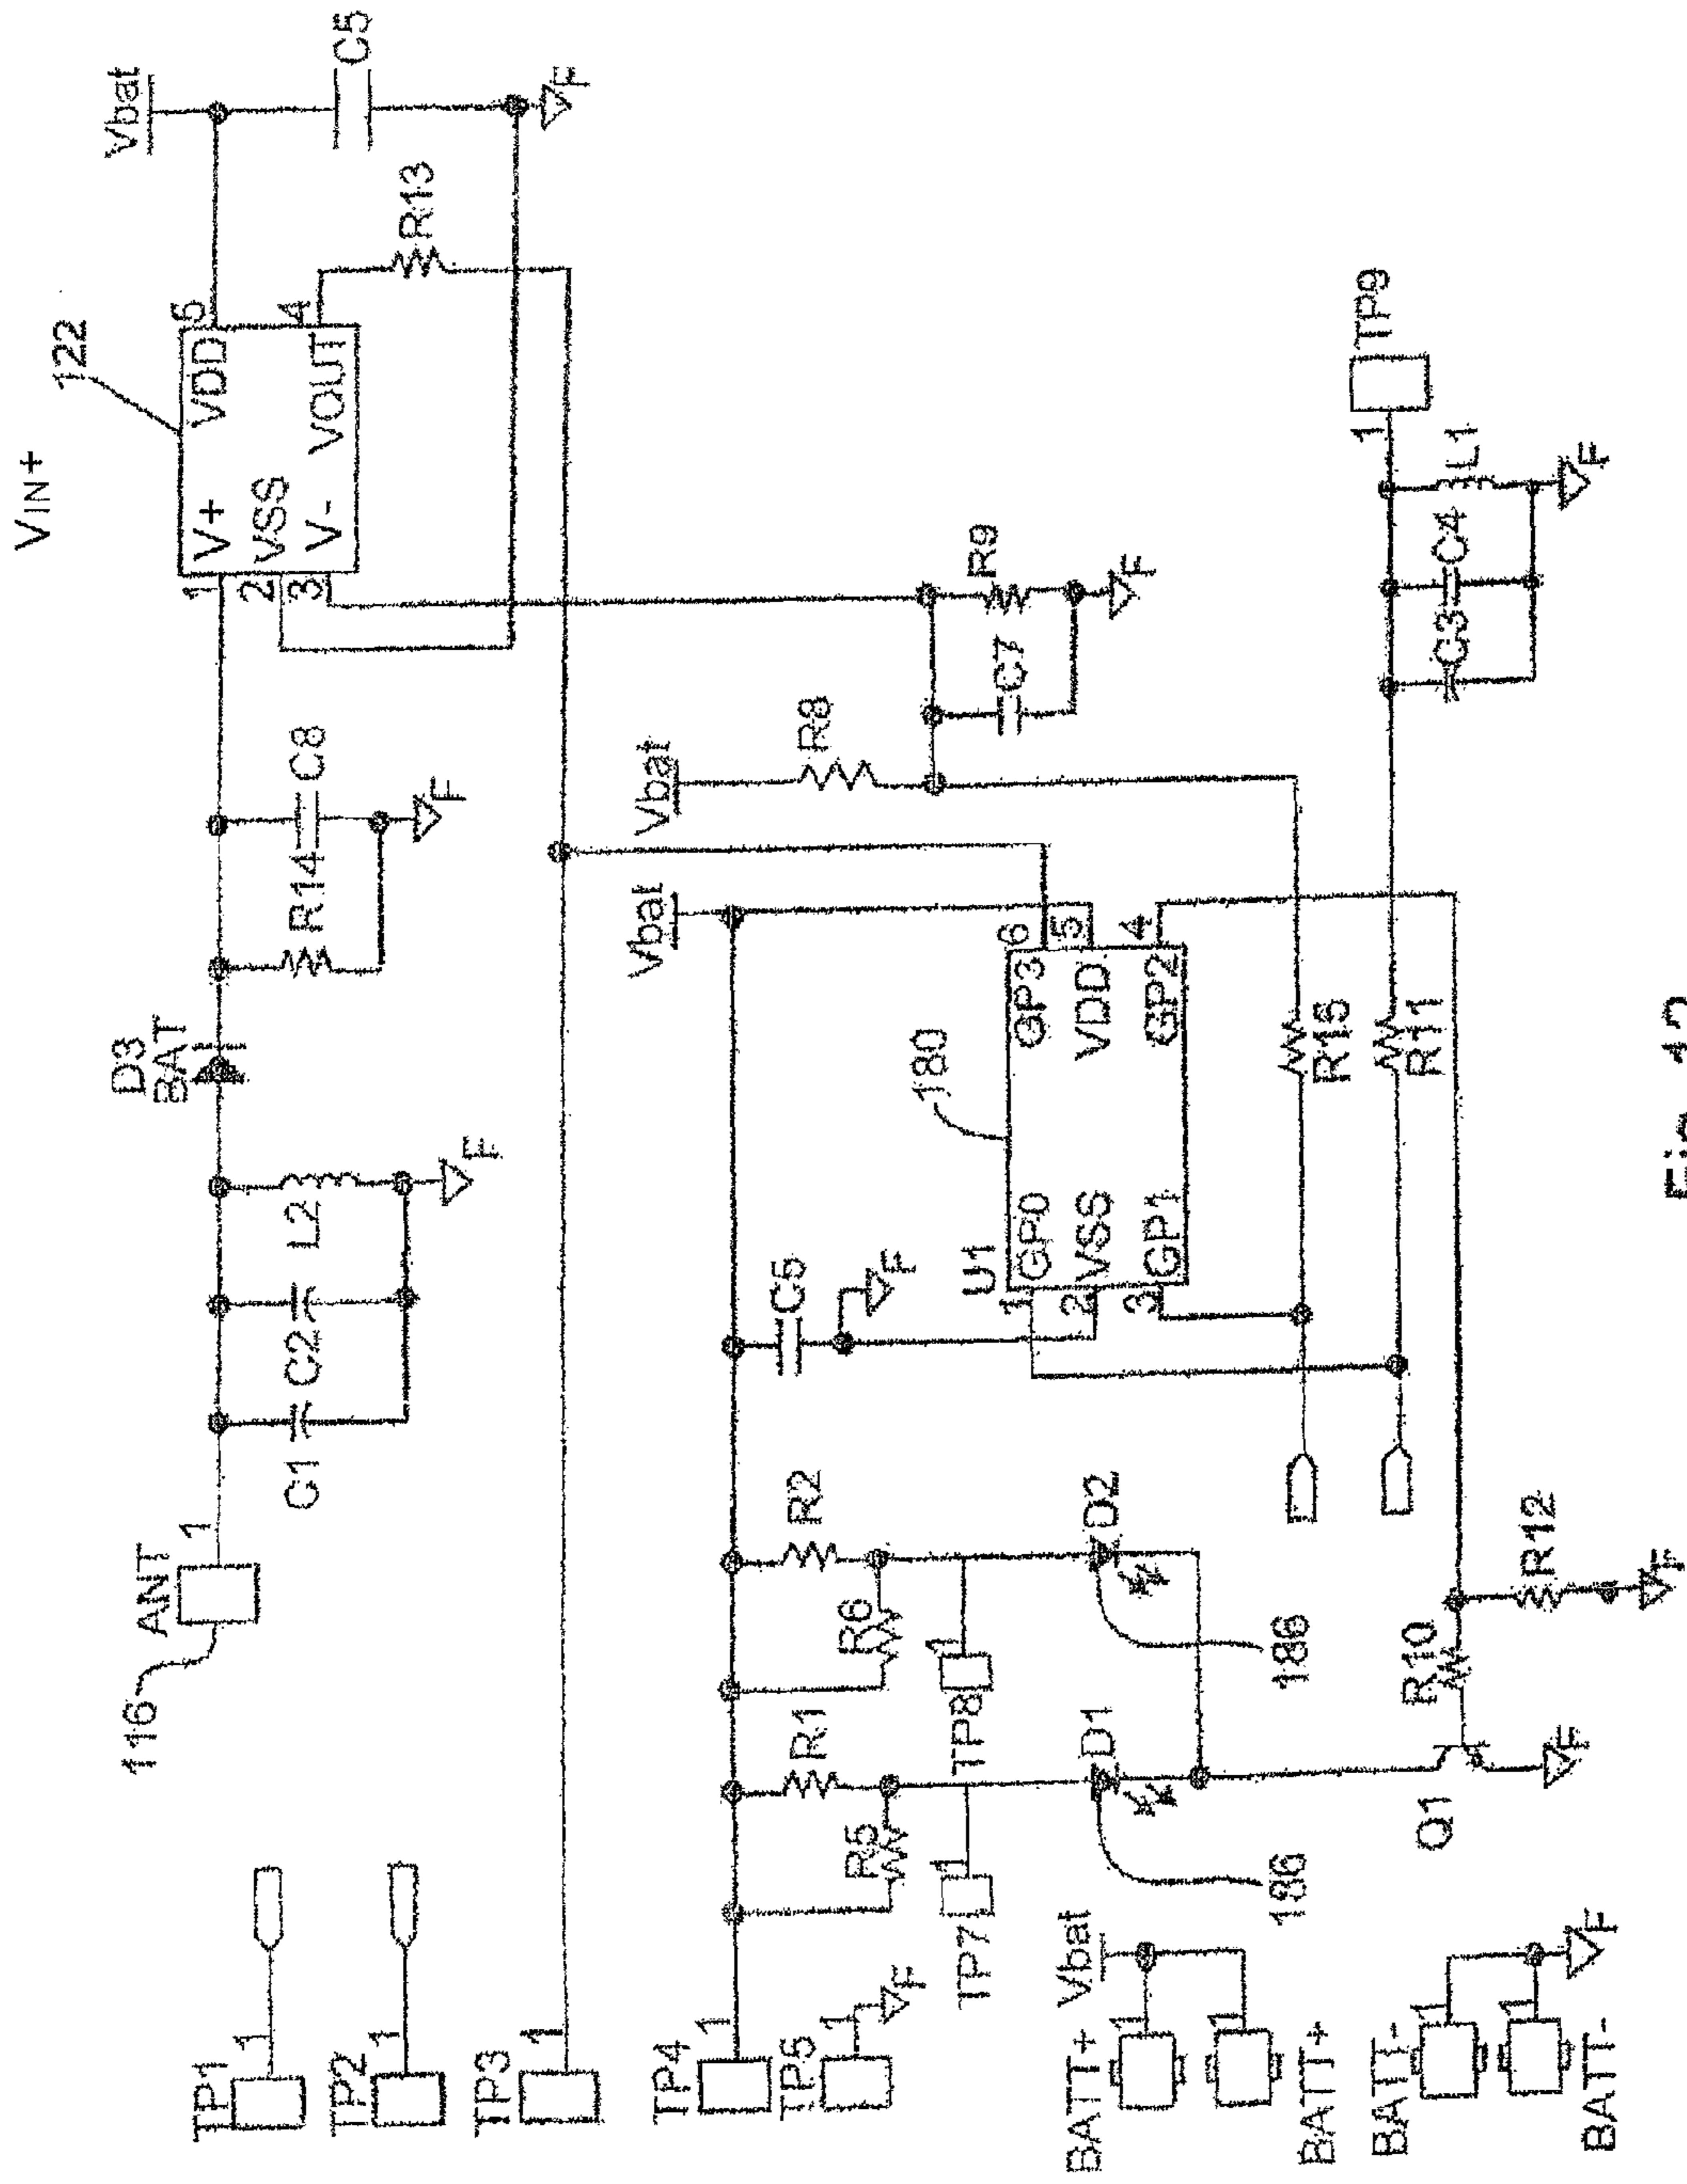 VIN+
122
Vbat
V+ VDD
VSS
V- VOUT
1
2
3
5
4
C5
F
R13
116
ANT
1
C1
C2
L2
F
D3
BAT
R14
C8
F
TP1
1
TP2
1
TP3
1
TP4
1
TP5
1
F
R5
R1
R6
R2
TP7
1
TP8
1
D1
D2
186
186
C5
F
Vbat
Vbat
R8
C7
R9
F
180
U1
GP0 GP3
VSS VDD
GP1 GP2
1
2
3
6
5
4
R15
R11
C3
C4
L1
F
1
TP9
Q1
F
R10
R12
F
BATT+
1
Vbat
1
BATT+
BATT-
1
1
BATT-
F